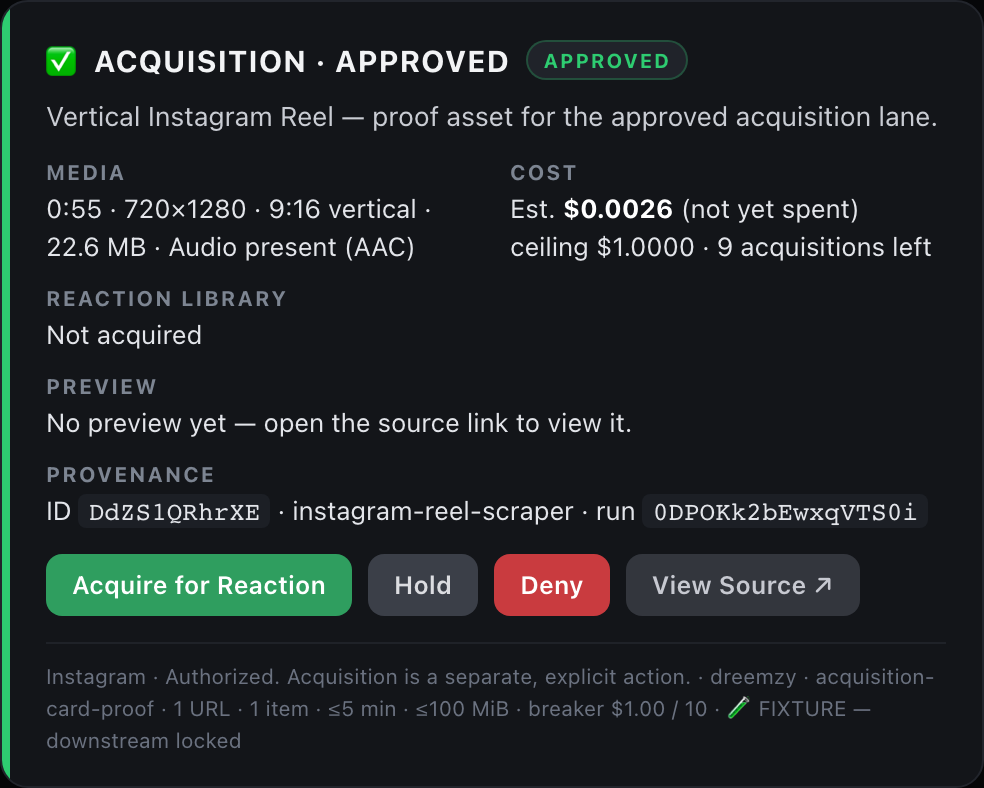 ✅ ACQUISITION · APPROVED APPROVED
Vertical Instagram Reel — proof asset for the approved acquisition lane.
MEDIA
0:55 · 720×1280 · 9:16 vertical ·
22.6 MB · Audio present (AAC)
COST
Est. $0.0026 (not yet spent)
ceiling $1.0000 · 9 acquisitions left
REACTION LIBRARY
Not acquired
PREVIEW
No preview yet — open the source link to view it.
PROVENANCE
ID DdZS1QRhrXE · instagram-reel-scraper · run 0DPOKk2bEwxqVTS0i
Acquire for Reaction Hold Deny View Source ↗
Instagram · Authorized. Acquisition is a separate, explicit action. · dreemzy · acquisition-
card-proof · 1 URL · 1 item · ≤5 min · ≤100 MiB · breaker $1.00 / 10 · 🧪 FIXTURE —
downstream locked